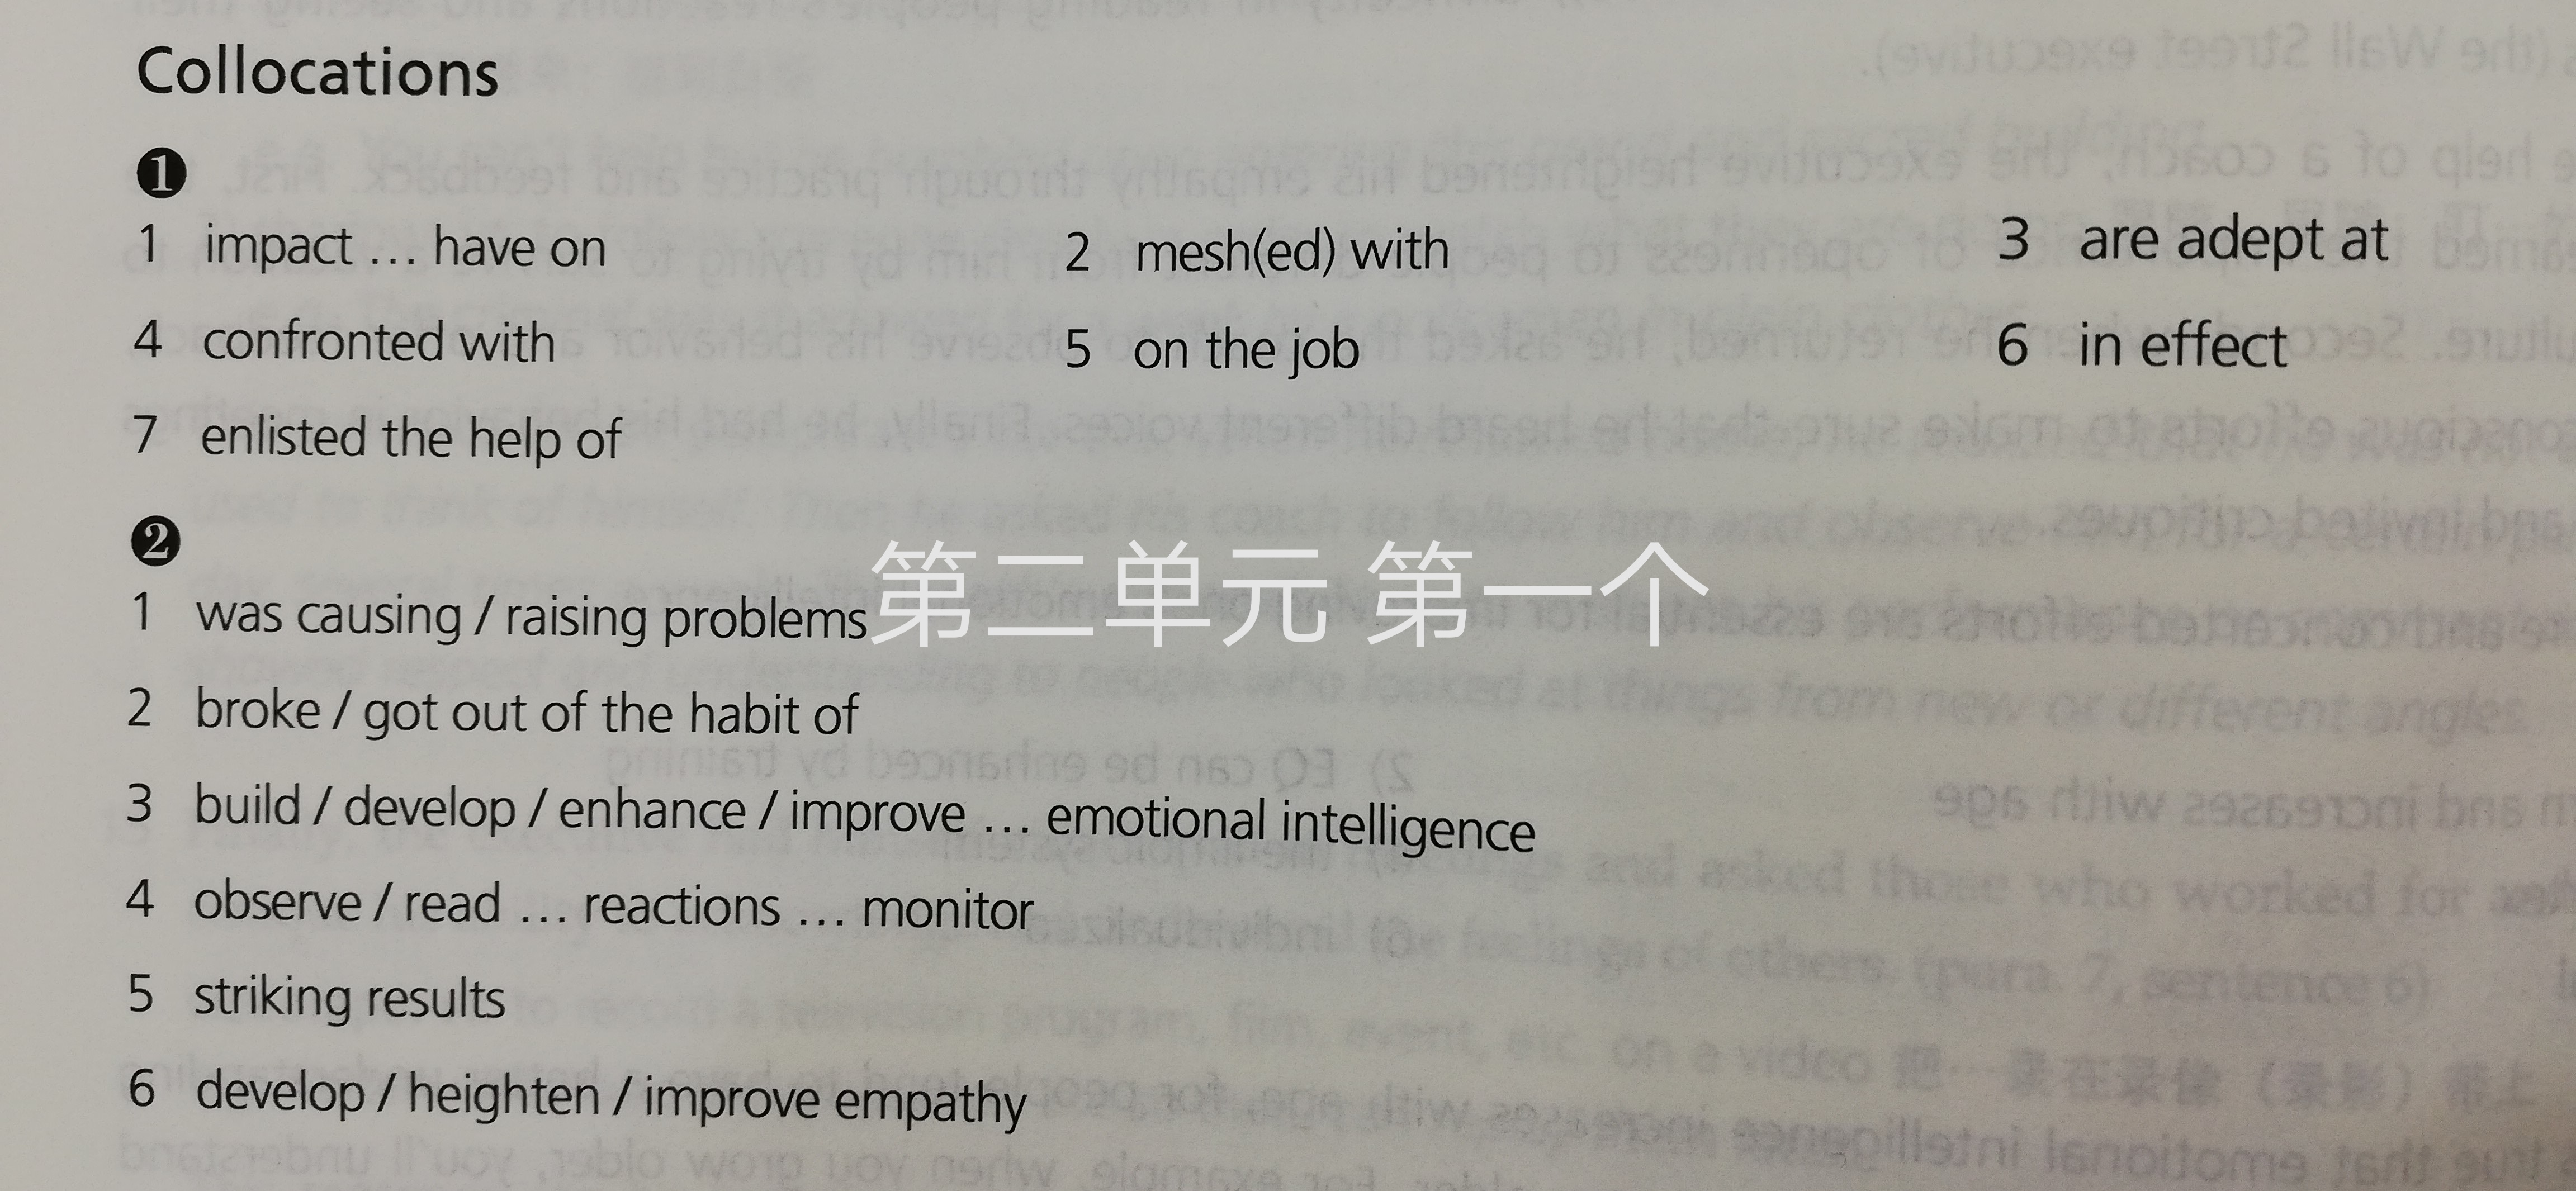 Collocations
❶
1 impact … have on 2 mesh(ed) with 3 are adept at
4 confronted with 5 on the job 6 in effect
7 enlisted the help of
❷
第二单元 第一个
1 was causing / raising problems
2 broke / got out of the habit of
3 build / develop / enhance / improve … emotional intelligence
4 observe / read … reactions … monitor
5 striking results
6 develop / heighten / improve empathy